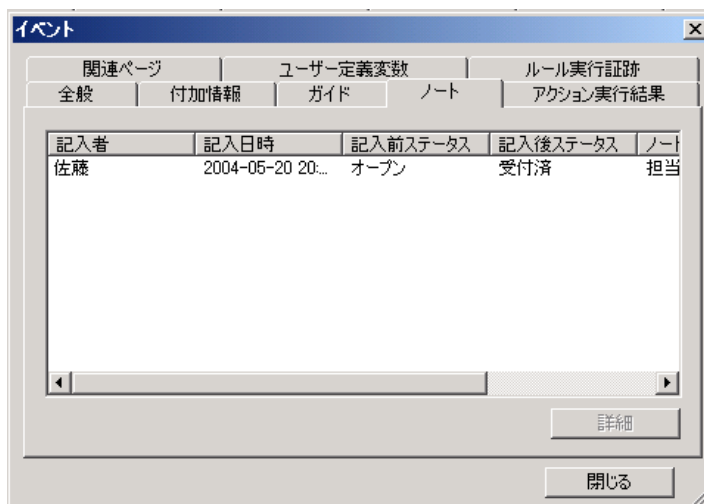 イベント
関連ページ ユーザー定義変数 ルール実行証跡
全般 付加情報 ガイド ノート アクション実行結果
記入者 記入日時 記入前ステータス 記入後ステータス ノート
佐藤 2004-05-20 20:... オープン 受付済 担当
詳細
閉じる